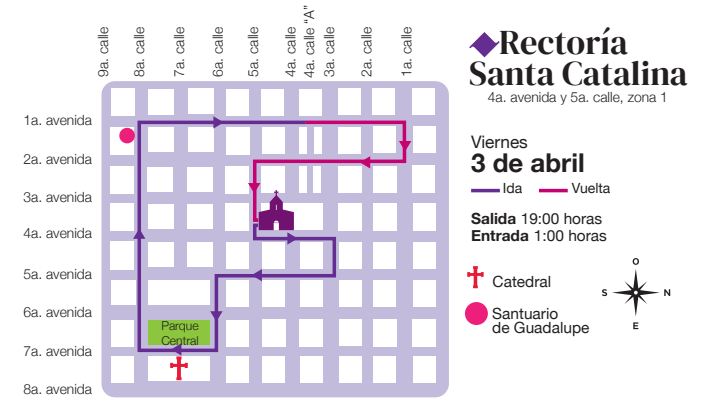 9a. calle
8a. calle
7a. calle
6a. calle
5a. calle
4a. calle
4a. calle “A”
3a. calle
2a. calle
1a. calle
1a. avenida
2a. avenida
3a. avenida
4a. avenida
5a. avenida
6a. avenida
7a. avenida
8a. avenida
Parque
Central
Rectoría
Santa Catalina
4a. avenida y 5a. calle, zona 1
Viernes
3 de abril
Ida Vuelta
Salida 19:00 horas
Entrada 1:00 horas
Catedral
Santuario
de Guadalupe
O
S N
E